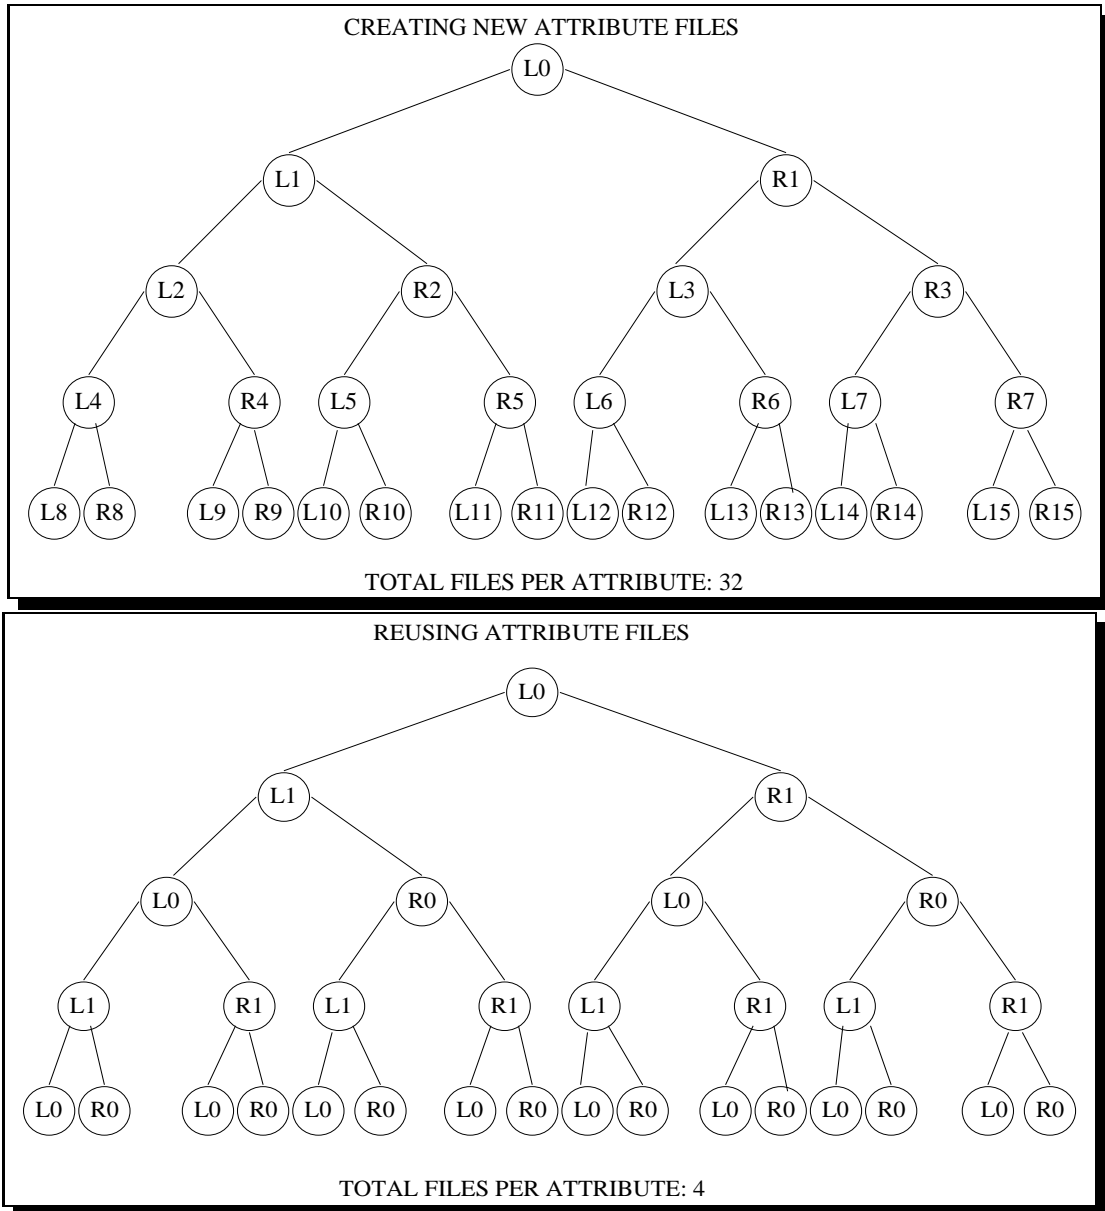 CREATING NEW ATTRIBUTE FILES
L0
L1 R1
L2 R2 L3 R3
L4 R4 L5 R5 L6 R6 L7 R7
L8 R8 L9 R9 L10 R10 L11 R11 L12 R12 L13 R13 L14 R14 L15 R15
TOTAL FILES PER ATTRIBUTE: 32
REUSING ATTRIBUTE FILES
L0
L1 R1
L0 R0 L0 R0
L1 R1 L1 R1 L1 R1 L1 R1
L0 R0 L0 R0 L0 R0 L0 R0 L0 R0 L0 R0 L0 R0 L0 R0
TOTAL FILES PER ATTRIBUTE: 4